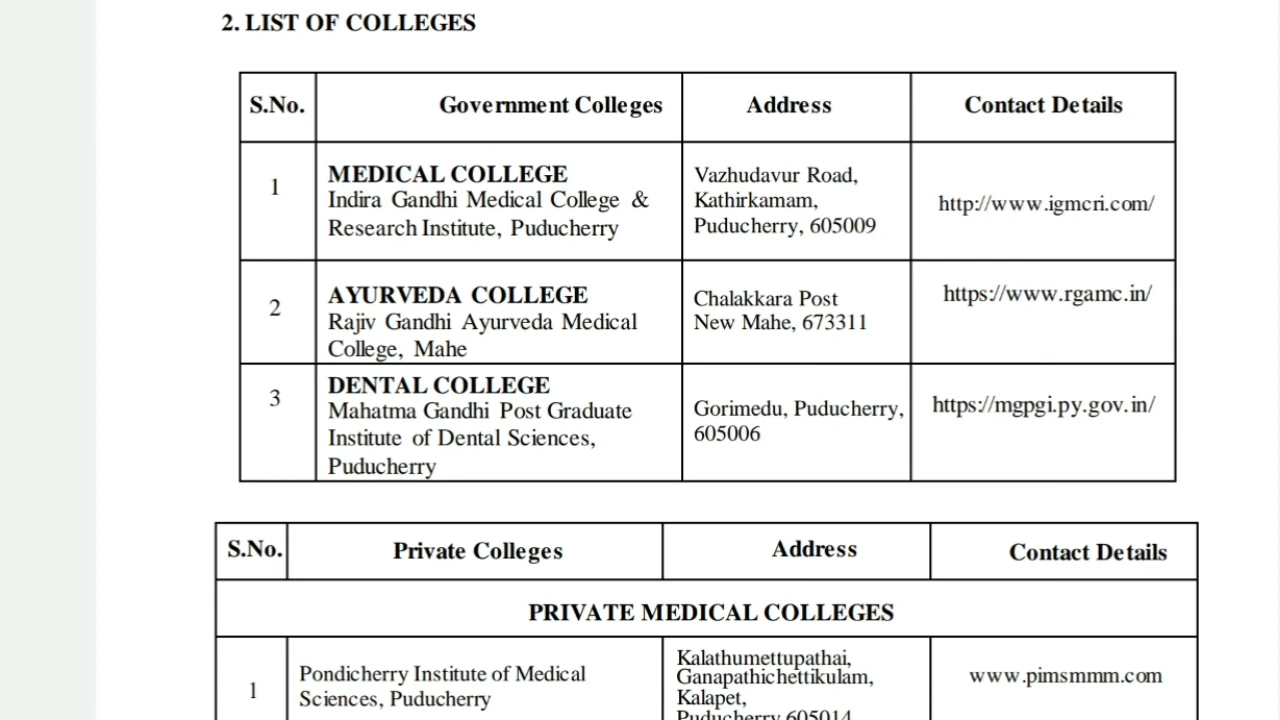 2. LIST OF COLLEGES
S.No. Government Colleges Address Contact Details
1
MEDICAL COLLEGE
Indira Gandhi Medical College &
Research Institute, Puducherry
Vazhudavur Road,
Kathirkamam,
Puducherry, 605009
http://www.igmcri.com/
2
AYURVEDA COLLEGE
Rajiv Gandhi Ayurveda Medical
College, Mahe
Chalakkara Post
New Mahe, 673311
https://www.rgamc.in/
3
DENTAL COLLEGE
Mahatma Gandhi Post Graduate
Institute of Dental Sciences,
Puducherry
Gorimedu, Puducherry,
605006
https://mgpgi.py.gov.in/
S.No. Private Colleges Address Contact Details
PRIVATE MEDICAL COLLEGES
1
Pondicherry Institute of Medical
Sciences, Puducherry
Kalathumettupathai,
Ganapathichettikulam,
Kalapet,
Puducherry 605014
www.pimsmmm.com